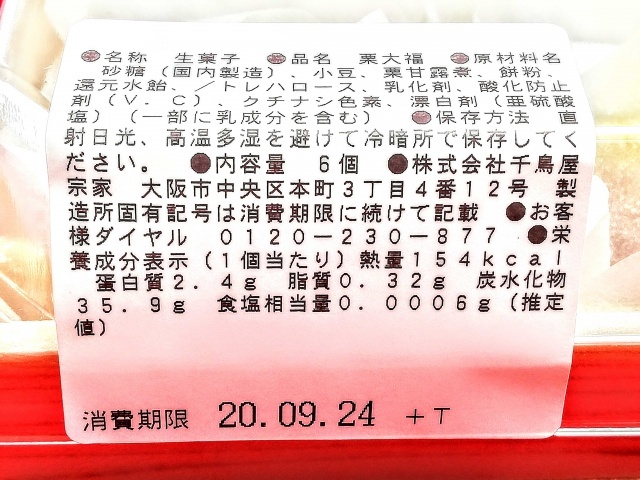 ●名称 生菓子 ●品名 栗大福 ●原材料名
砂糖(国内製造)、小豆、栗甘露煮、餅粉、
還元水飴、/トレハロース、乳化剤、酸化防止
剤(V.C)、クチナシ色素、漂白剤(亜硫酸
塩)(一部に乳成分を含む) ●保存方法 直
射日光、高温多湿を避けて冷暗所で保存してく
ださい。 ●内容量 6個 ●株式会社千鳥屋
宗家 大阪市中央区本町3丁目4番12号 製
造所固有記号は消費期限に続けて記載 ●お客
様ダイヤル 0120-230-877 ●栄
養成分表示(1個当たり)熱量154kcal
蛋白質2.4g 脂質0.32g 炭水化物
35.9g 食塩相当量0.0006g(推定
値)
消費期限 20.09.24 +T